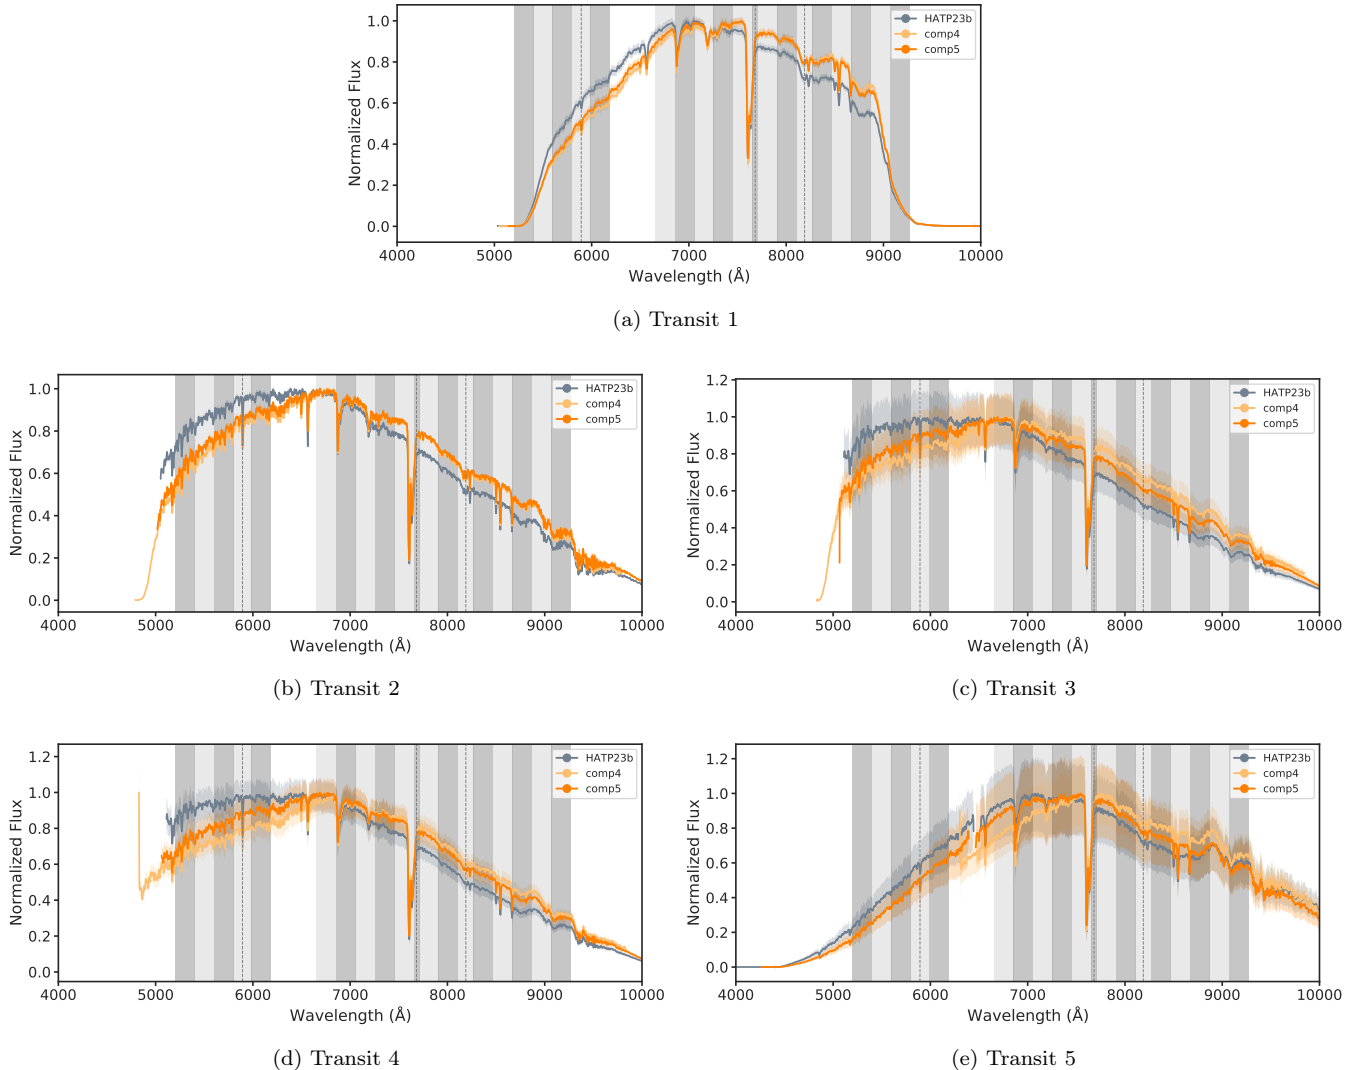 Normalized Flux
1.0
0.8
0.6
0.4
0.2
0.0
HATP23b
comp4
comp5
4000 5000 6000 7000 8000 9000 10000
Wavelength (Å)
(a) Transit 1
Normalized Flux
1.0
0.8
0.6
0.4
0.2
0.0
HATP23b
comp4
comp5
4000 5000 6000 7000 8000 9000 10000
Wavelength (Å)
(b) Transit 2
Normalized Flux
1.2
1.0
0.8
0.6
0.4
0.2
0.0
HATP23b
comp4
comp5
4000 5000 6000 7000 8000 9000 10000
Wavelength (Å)
(c) Transit 3
Normalized Flux
1.2
1.0
0.8
0.6
0.4
0.2
0.0
HATP23b
comp4
comp5
4000 5000 6000 7000 8000 9000 10000
Wavelength (Å)
(d) Transit 4
Normalized Flux
1.2
1.0
0.8
0.6
0.4
0.2
0.0
HATP23b
comp4
comp5
4000 5000 6000 7000 8000 9000 10000
Wavelength (Å)
(e) Transit 5